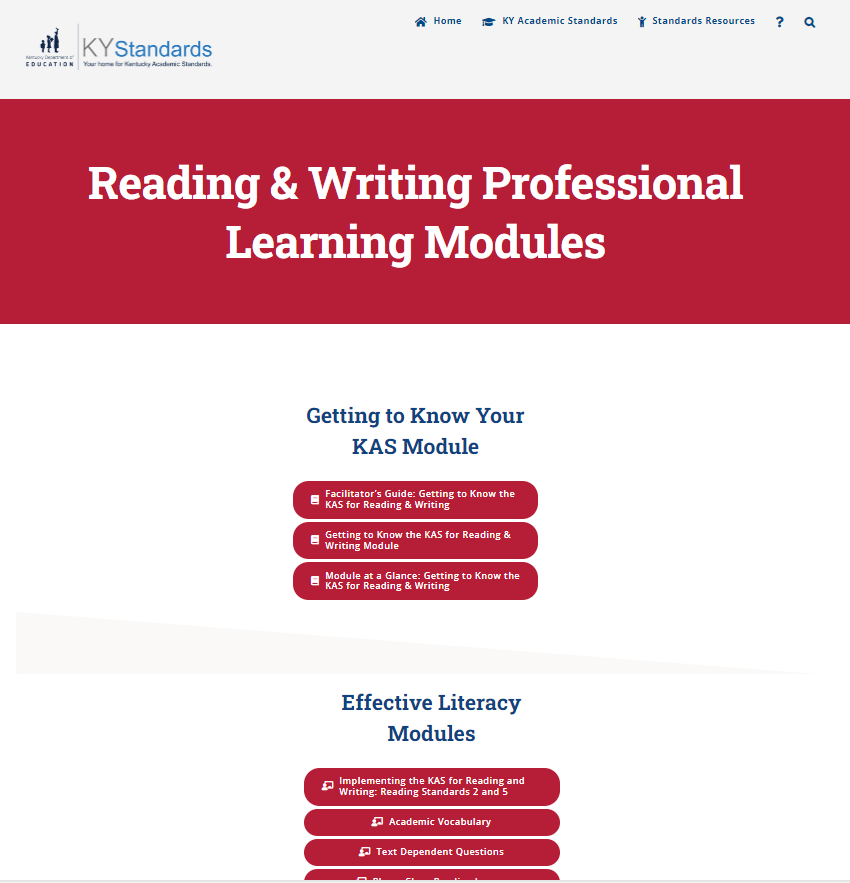 Home
KY Academic Standards
Standards Resources
?
Kentucky Department of
EDUCATION
KYStandards
Your home for Kentucky Academic Standards.
Reading & Writing Professional
Learning Modules
Getting to Know Your
KAS Module
Facilitator's Guide: Getting to Know the
KAS for Reading & Writing
Getting to Know the KAS for Reading &
Writing Module
Module at a Glance: Getting to Know the
KAS for Reading & Writing
Effective Literacy
Modules
Implementing the KAS for Reading and
Writing: Reading Standards 2 and 5
Academic Vocabulary
Text Dependent Questions